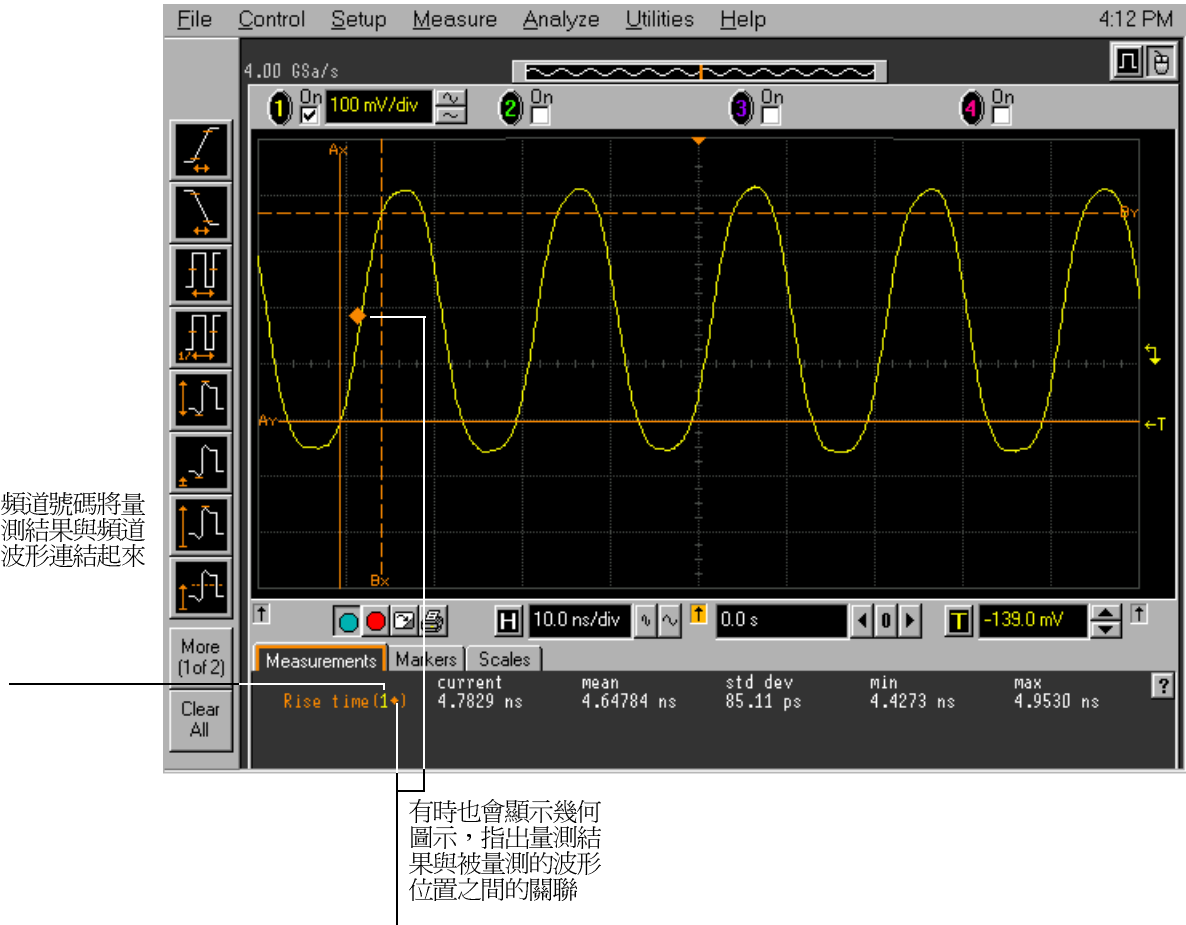 File Control Setup Measure Analyze Utilities Help 4:12 PM
4.00 GSa/s
1 On 100 mV/div 2 On 3 On 4 On
Ax
By
Ay
←T
Bx
頻道號碼將量
測結果與頻道
波形連結起來
H 10.0 ns/div 0.0 s 0 T -139.0 mV
More
(1of 2)
Clear
All
Measurements Markers Scales
current mean std dev min max ?
Rise time(1◆) 4.7829 ns 4.64784 ns 85.11 ps 4.4273 ns 4.9530 ns
有時也會顯示幾何
圖示，指出量測結
果與被量測的波形
位置之間的關聯